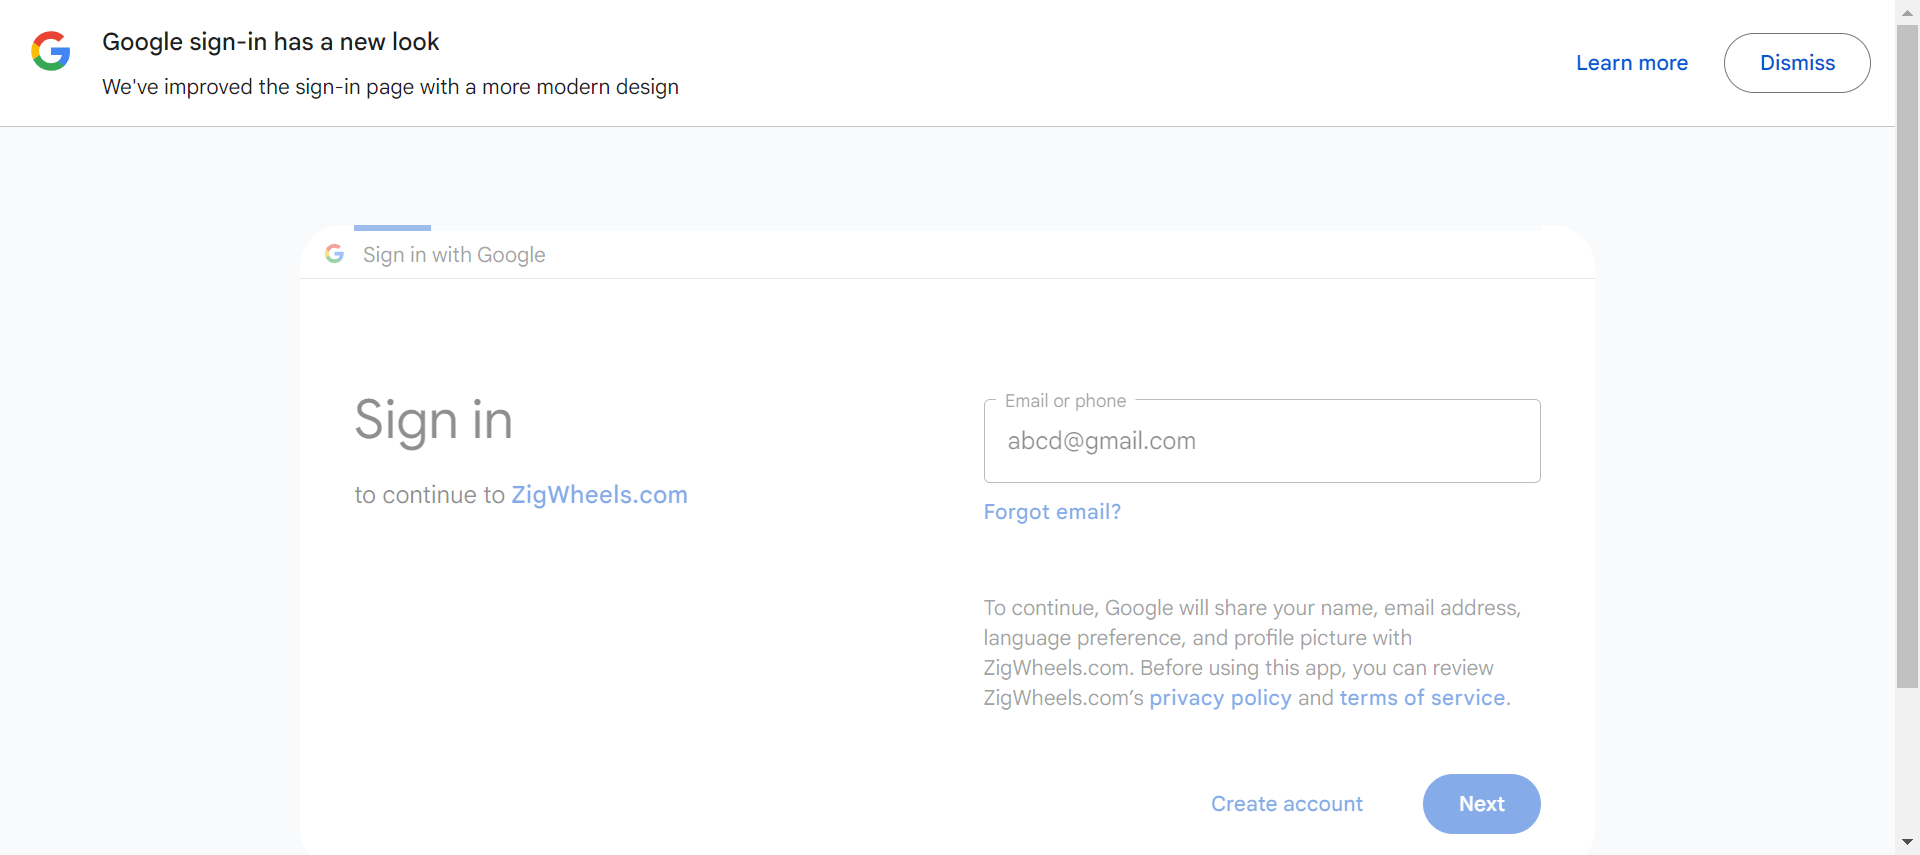 Google sign-in has a new look
We've improved the sign-in page with a more modern design
Learn more
Dismiss
Sign in with Google
Sign in
to continue to ZigWheels.com
Email or phone
abcd@gmail.com
Forgot email?
To continue, Google will share your name, email address,
language preference, and profile picture with
ZigWheels.com. Before using this app, you can review
ZigWheels.com’s privacy policy and terms of service.
Create account
Next